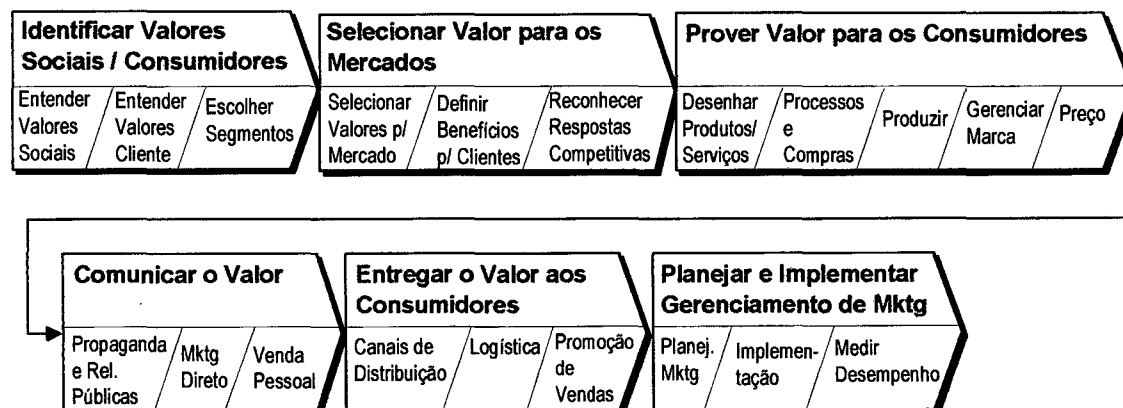 Identificar Valores
Sociais / Consumidores
Entender
Valores
Sociais
Entender
Valores
Cliente
Escolher
Segmentos
Selecionar Valor para os
Mercados
Selecionar
Valores p/
Mercado
Definir
Benefícios
p/ Clientes
Reconhecer
Respostas
Competitivas
Prover Valor para os Consumidores
Desenhar
Produtos/
Serviços
Processos
e
Compras
Produzir
Gerenciar
Marca
Preço
Comunicar o Valor
Propaganda
e Rel.
Públicas
Mktg
Direto
Venda
Pessoal
Entregar o Valor aos
Consumidores
Canais de
Distribuição
Logística
Promoção
de
Vendas
Planejar e Implementar
Gerenciamento de Mktg
Planej.
Mktg
Implemen-
tação
Medir
Desempenho